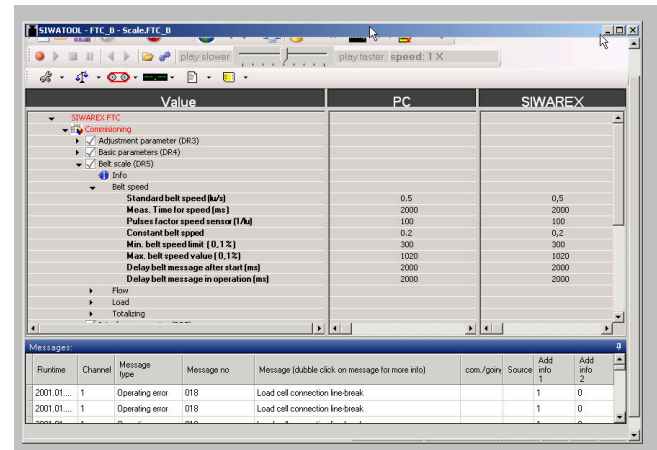 SIWATOOL - FTC_B - Scale.FTC_B
play slower play faster speed: 1 X
Value PC SIWAREX
SIWAREX FTC
Commisioning
Adjustment parameter (DR3)
Basic parameters (DR4)
Belt scale (DR5)
Info
Belt speed
Standard belt speed (lu/s) 0.5 0,5
Meas. Time for speed (ms) 2000 2000
Pulses factor speed sensor (1/lu) 100 100
Constant belt spped 0.2 0,2
Min. belt speed limit ( 0,1 %) 300 300
Max. belt speed value ( 0,1%) 1020 1020
Delay belt message after start (ms) 2000 2000
Delay belt message in operation (ms) 2000 2000
Flow
Load
Totalizing
Messages:
Runtime Channel Message type Message no Message (dubble click on message for more info) com./going Source Add info 1 Add info 2
2001.01.... 1 Operating error 018 Load cell connection line-break 1 0
2001.01.... 1 Operating error 018 Load cell connection line-break 1 0